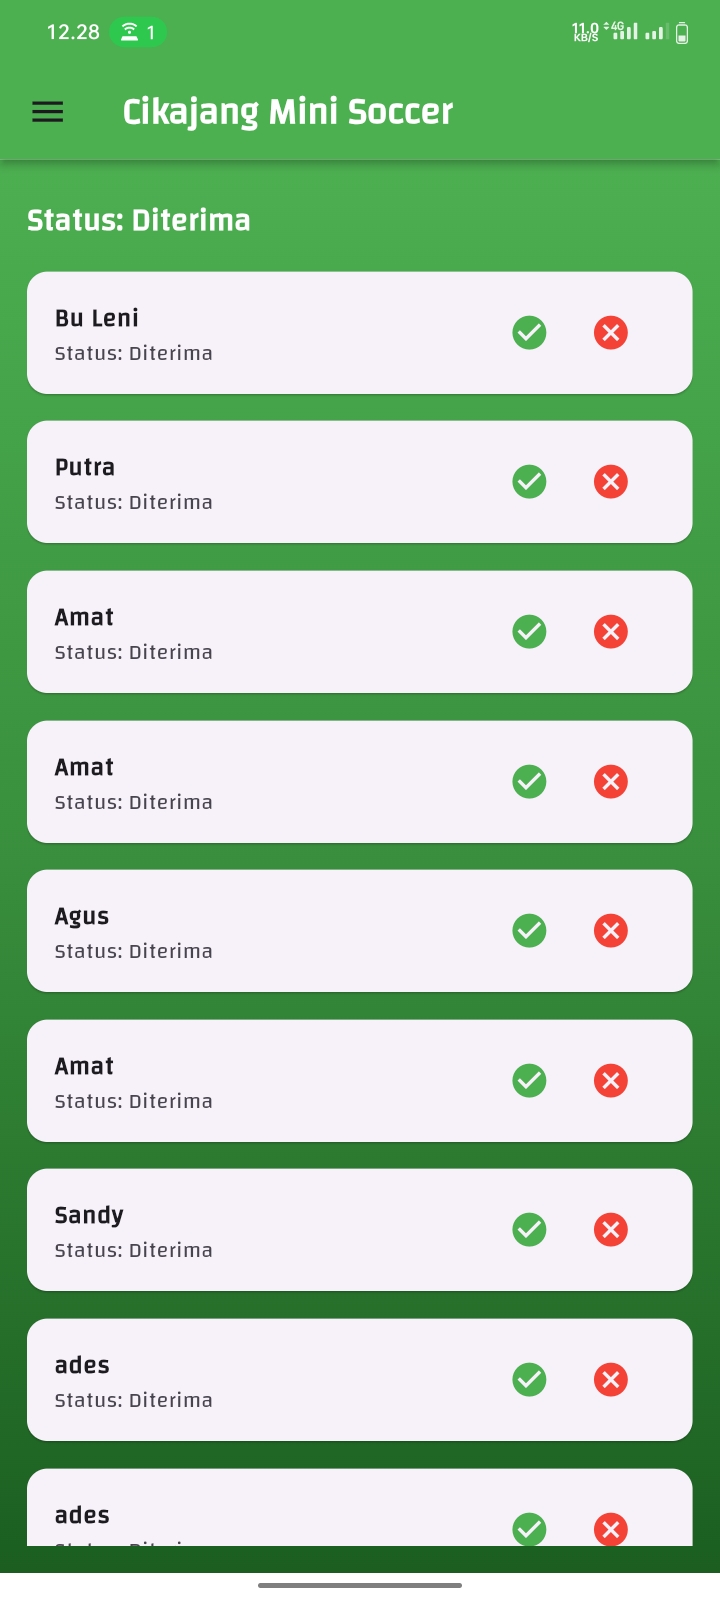 12.28 1 11.0 KB/S 4G
Cikajang Mini Soccer
Status: Diterima
Bu Leni
Status: Diterima
Putra
Status: Diterima
Amat
Status: Diterima
Amat
Status: Diterima
Agus
Status: Diterima
Amat
Status: Diterima
Sandy
Status: Diterima
ades
Status: Diterima
ades